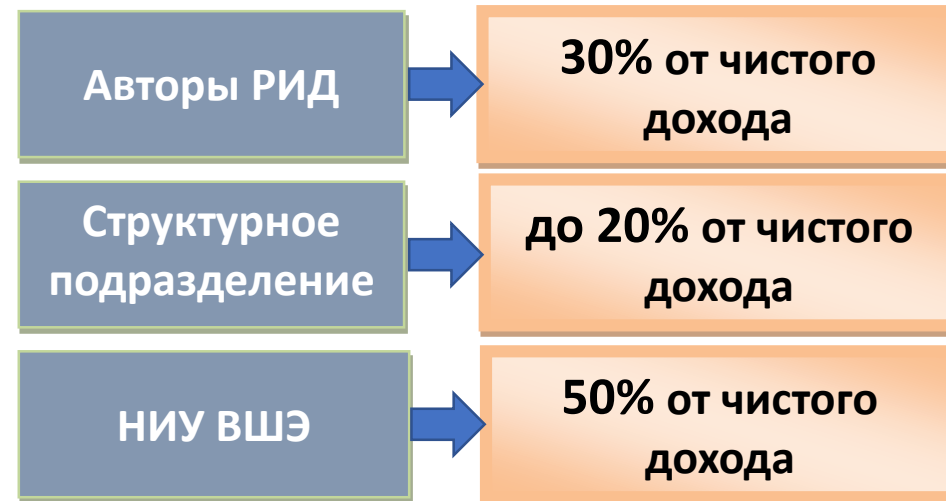 Авторы РИД
30% от чистого
дохода
Структурное
подразделение
до 20% от чистого
дохода
НИУ ВШЭ
50% от чистого
дохода